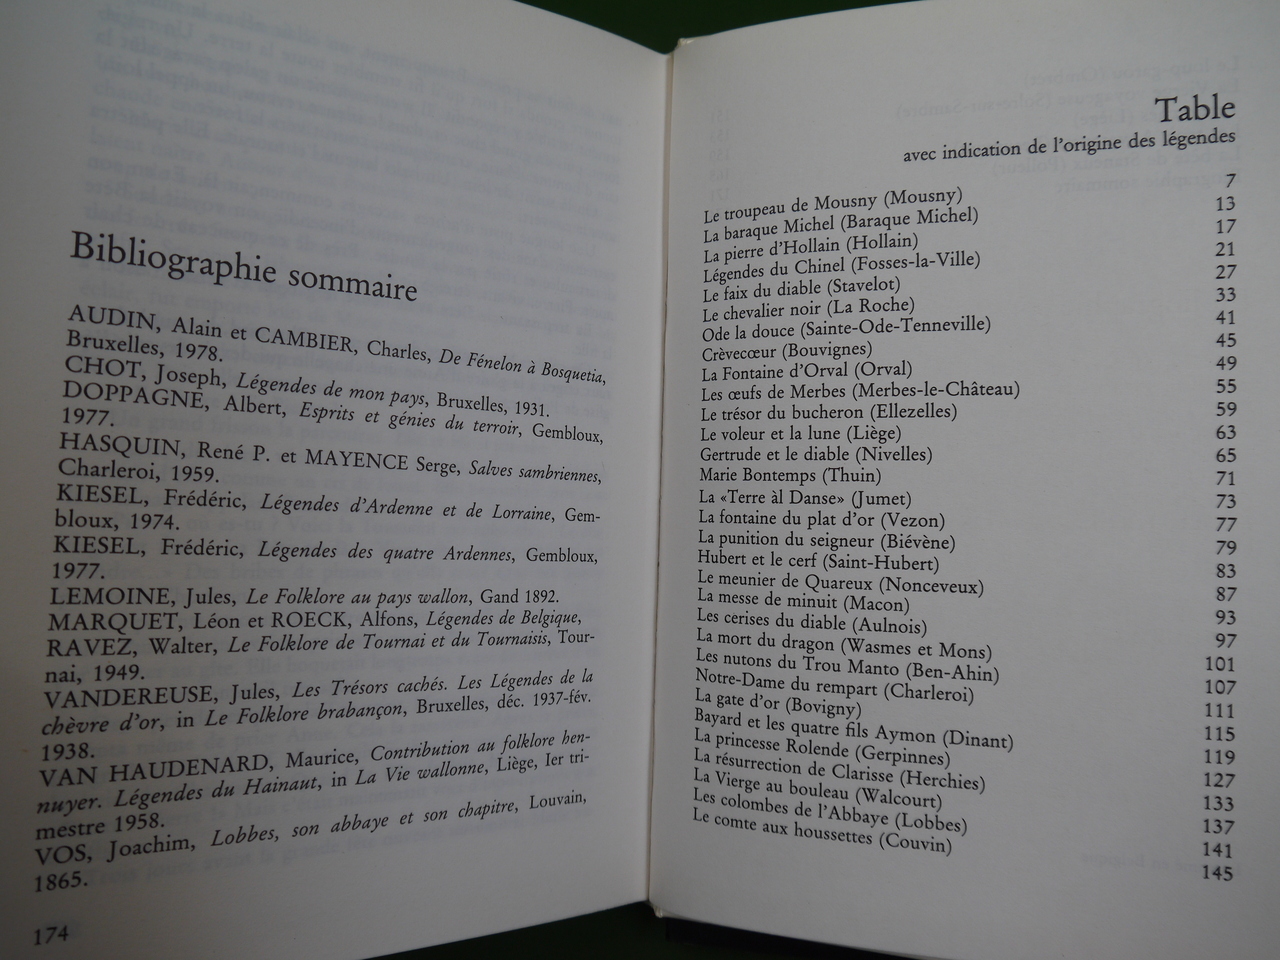 Bibliographie sommaire
AUDIN, Alain et CAMBIER, Charles, De Fénelon à Bosquetia,
Bruxelles, 1978.
CHOT, Joseph, Légendes de mon pays, Bruxelles, 1931.
DOPPAGNE, Albert, Esprits et génies du terroir, Gembloux,
1977.
HASQUIN, René P. et MAYENCE Serge, Salves sambriennes,
Charleroi, 1959.
KIESEL, Frédéric, Légendes d'Ardenne et de Lorraine, Gem-
bloux, 1974.
KIESEL, Frédéric, Légendes des quatre Ardennes, Gembloux,
1977.
LEMOINE, Jules, Le Folklore au pays wallon, Gand 1892.
MARQUET, Léon et ROECK, Alfons, Légendes de Belgique,
RAVEZ, Walter, Le Folklore de Tournai et du Tournaisis, Tour-
nai, 1949.
VANDEREUSE, Jules, Les Trésors cachés. Les Légendes de la
chèvre d'or, in Le Folklore brabançon, Bruxelles, déc. 1937-fév.
1938.
VAN HAUDENARD, Maurice, Contribution au folklore hen-
nuyer. Légendes du Hainaut, in La Vie wallonne, Liège, Ier tri-
mestre 1958.
VOS, Joachim, Lobbes, son abbaye et son chapitre, Louvain,
1865.
174
Table
avec indication de l'origine des légendes
Le troupeau de Mousny (Mousny) 7
La baraque Michel (Baraque Michel) 13
La pierre d'Hollain (Hollain) 17
Légendes du Chinel (Fosses-la-Ville) 21
Le faix du diable (Stavelot) 27
Le chevalier noir (La Roche) 33
Ode la douce (Sainte-Ode-Tenneville) 41
Crèvecœur (Bouvignes) 45
La Fontaine d'Orval (Orval) 49
Les œufs de Merbes (Merbes-le-Château) 55
Le trésor du bucheron (Ellezelles) 59
Le voleur et la lune (Liège) 63
Gertrude et le diable (Nivelles) 65
Marie Bontemps (Thuin) 71
La «Terre àl Danse» (Jumet) 73
La fontaine du plat d'or (Vezon) 77
La punition du seigneur (Biévène) 79
Hubert et le cerf (Saint-Hubert) 83
Le meunier de Quareux (Nonceveux) 87
La messe de minuit (Macon) 93
Les cerises du diable (Aulnois) 97
La mort du dragon (Wasmes et Mons) 101
Les nutons du Trou Manto (Ben-Ahin) 107
Notre-Dame du rempart (Charleroi) 111
La gate d'or (Bovigny) 115
Bayard et les quatre fils Aymon (Dinant) 119
La princesse Rolende (Gerpinnes) 127
La résurrection de Clarisse (Herchies) 133
La Vierge au bouleau (Walcourt) 137
Les colombes de l'Abbaye (Lobbes) 141
Le comte aux houssettes (Couvin) 145